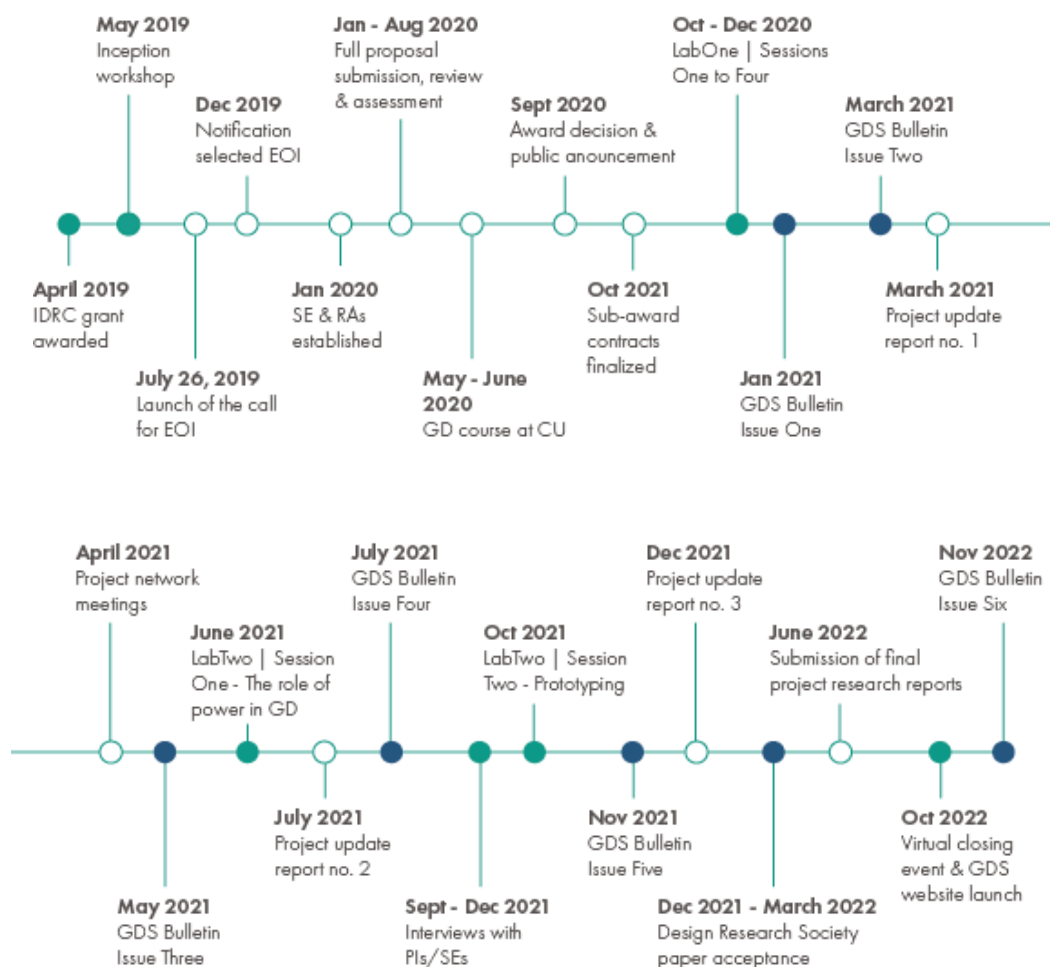 May 2019
Inception
workshop
Jan - Aug 2020
Full proposal
submission, review
& assessment
Oct - Dec 2020
LabOne | Sessions
One to Four
Dec 2019
Notification
selected EOI
Sept 2020
Award decision &
public anouncement
March 2021
GDS Bulletin
Issue Two
April 2019
IDRC grant
awarded
Jan 2020
SE & RAs
established
Oct 2021
Sub-award
contracts
finalized
March 2021
Project update
report no. 1
July 26, 2019
Launch of the call
for EOI
May - June
2020
GD course at CU
Jan 2021
GDS Bulletin
Issue One
April 2021
Project network
meetings
July 2021
GDS Bulletin
Issue Four
Dec 2021
Project update
report no. 3
Nov 2022
GDS Bulletin
Issue Six
June 2021
LabTwo | Session
One - The role of
power in GD
Oct 2021
LabTwo | Session
Two - Prototyping
June 2022
Submission of final
project research reports
July 2021
Project update
report no. 2
Nov 2021
GDS Bulletin
Issue Five
Oct 2022
Virtual closing
event & GDS
website launch
May 2021
GDS Bulletin
Issue Three
Sept - Dec 2021
Interviews with
PIs/SEs
Dec 2021 - March 2022
Design Research Society
paper acceptance